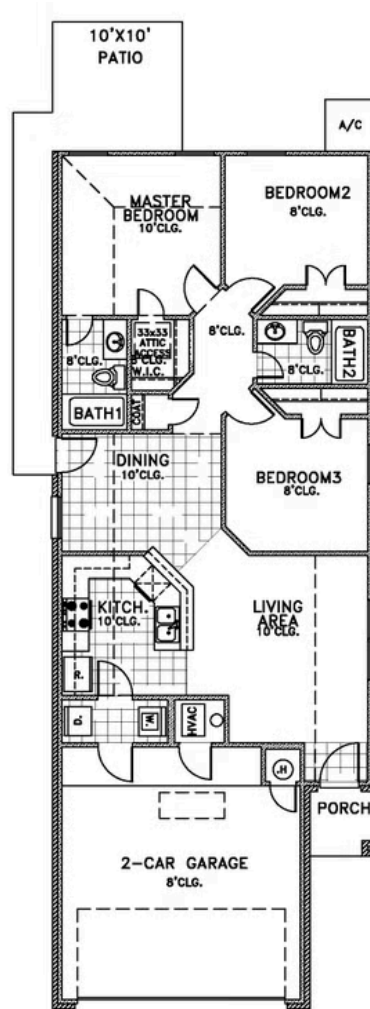 10'X10'
PATIO
A/C
MASTER
BEDROOM
10'CLG.
BEDROOM2
8'CLG.
33x33
ATTIC
ACCESS
8'CLG.
W.I.C.
8'CLG.
8'CLG.
8'CLG.
BATH2
BATH1
COAT
DINING
10'CLG.
BEDROOM3
8'CLG.
KITCH.
10'CLG.
LIVING
AREA
10'CLG.
R.
D.
W.
HVAC
H.
PORCH
2-CAR GARAGE
8'CLG.